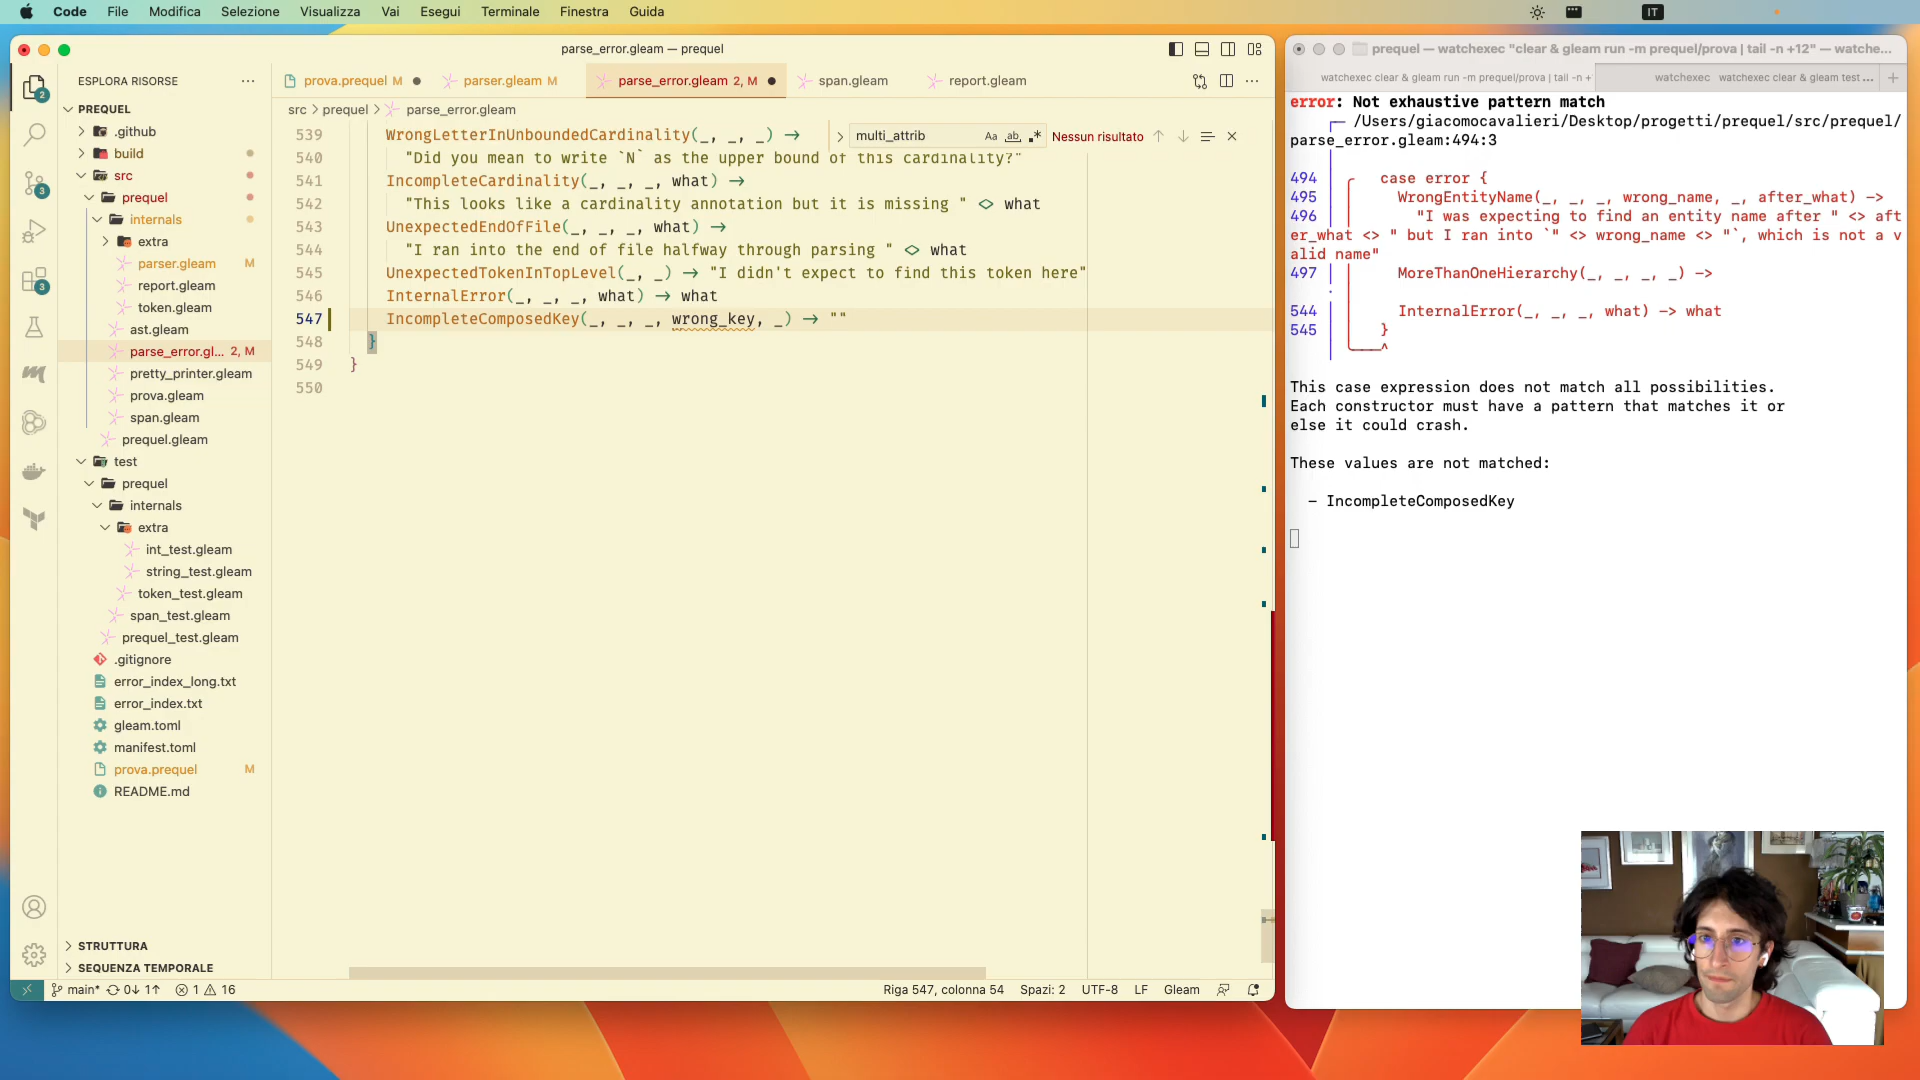 Code File Modifica Selezione Visualizza Vai Esegui Terminale Finestra Guida IT
parse_error.gleam — prequel
ESPLORA RISORSE
PREQUEL
.github
build
src
prequel
internals
extra
parser.gleam M
report.gleam
token.gleam
ast.gleam
parse_error.gl... 2, M
pretty_printer.gleam
prova.gleam
span.gleam
prequel.gleam
test
prequel
internals
extra
int_test.gleam
string_test.gleam
token_test.gleam
span_test.gleam
prequel_test.gleam
.gitignore
error_index_long.txt
error_index.txt
gleam.toml
manifest.toml
prova.prequel M
README.md
STRUTTURA
SEQUENZA TEMPORALE
2
3
3
prova.prequel M parser.gleam M parse_error.gleam 2, M span.gleam report.gleam
src > prequel > parse_error.gleam
multi_attrib Aa ab .* Nessun risultato
539 WrongLetterInUnboundedCardinality(_, _, _) ->
540 "Did you mean to write `N` as the upper bound of this cardinality?"
541 IncompleteCardinality(_, _, _, what) ->
542 "This looks like a cardinality annotation but it is missing " <> what
543 UnexpectedEndOfFile(_, _, _, what) ->
544 "I ran into the end of file halfway through parsing " <> what
545 UnexpectedTokenInTopLevel(_, _) -> "I didn't expect to find this token here"
546 InternalError(_, _, _, what) -> what
547 IncompleteComposedKey(_, _, _, wrong_key, _) -> ""
548 }
549 }
550
main* 0↓ 1↑ 1 16 Riga 547, colonna 54 Spazi: 2 UTF-8 LF Gleam
prequel — watchexec "clear & gleam run -m prequel/prova | tail -n +12" — watche...
watchexec clear & gleam run -m prequel/prova | tail -n +1 watchexec watchexec clear & gleam test ... +
error: Not exhaustive pattern match
/Users/giacomocavalieri/Desktop/progetti/prequel/src/prequel/
parse_error.gleam:494:3
494 case error {
495 WrongEntityName(_, _, _, wrong_name, _, after_what) ->
496 "I was expecting to find an entity name after " <> aft
er_what <> " but I ran into `" <> wrong_name <> "`, which is not a v
alid name"
497 MoreThanOneHierarchy(_, _, _, _) ->
·
544 InternalError(_, _, _, what) -> what
545 }
^
This case expression does not match all possibilities.
Each constructor must have a pattern that matches it or
else it could crash.
These values are not matched:
- IncompleteComposedKey